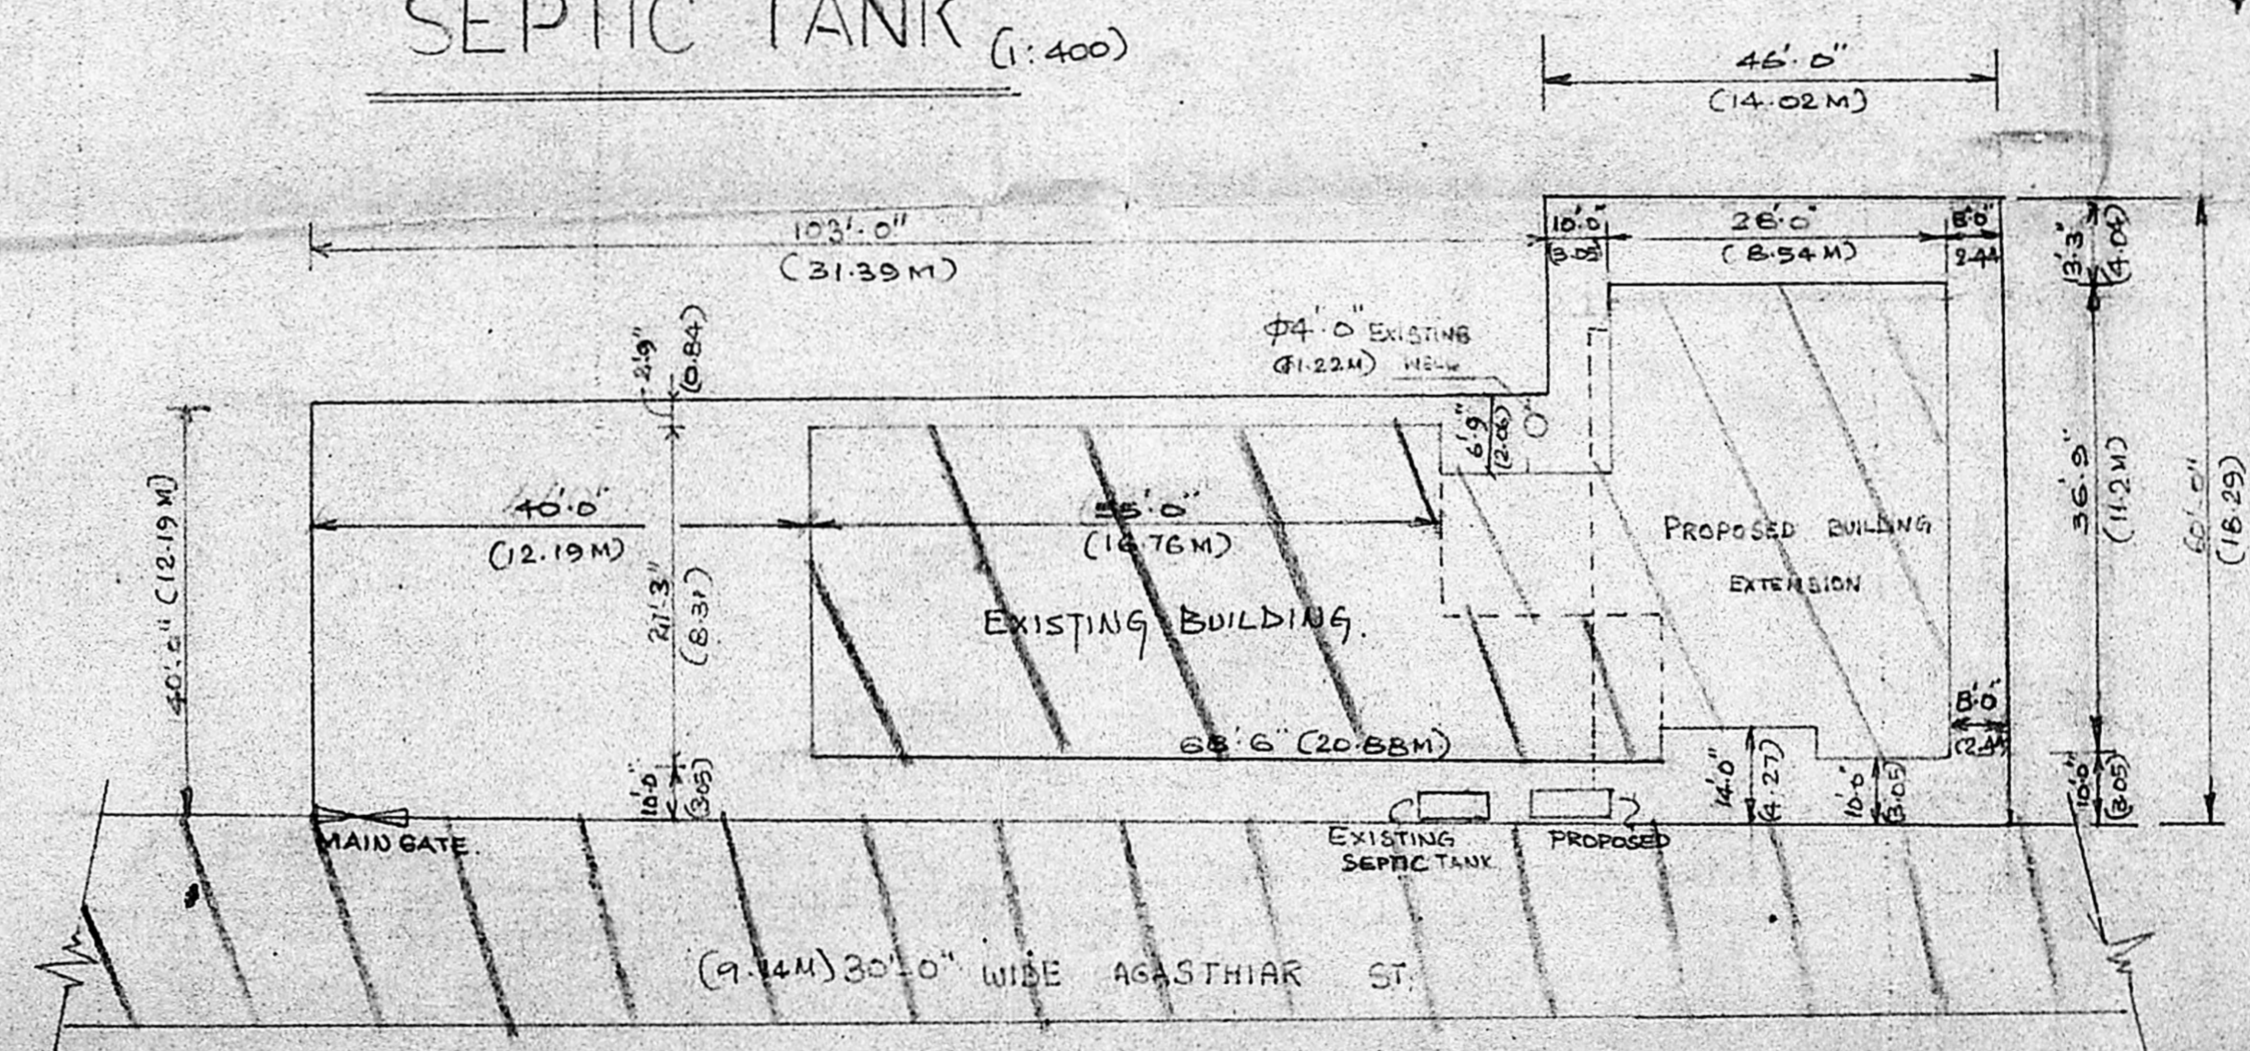 SEPTIC TANK (1:400)
46'.0"
(14.02M)
103'.0"
(31.39M)
10'.0"
(3.05)
28'.0"
(8.54M)
8'.0"
2.44
13'.3"
(4.04)
2'.9"
(0.84)
φ4'.0" EXISTING
(φ1.22M) WELL
6'.9"
(2.06)
40'.0" (12.19M)
40'.0"
(12.19M)
55'.0"
(16.76M)
(8.31)
EXISTING BUILDING.
PROPOSED BUILDING
EXTENSION
36'.9"
(11.2M)
60'.0"
(18.29)
68'.6" (20.88M)
10'.0"
(3.05)
14'.0"
(4.27)
10'.0"
(3.05)
8'.0"
(2.44)
10'.0"
(3.05)
MAIN GATE.
EXISTING
SEPTIC TANK
PROPOSED
(9.14M) 30'-0" WIDE AGASTHIAR ST.